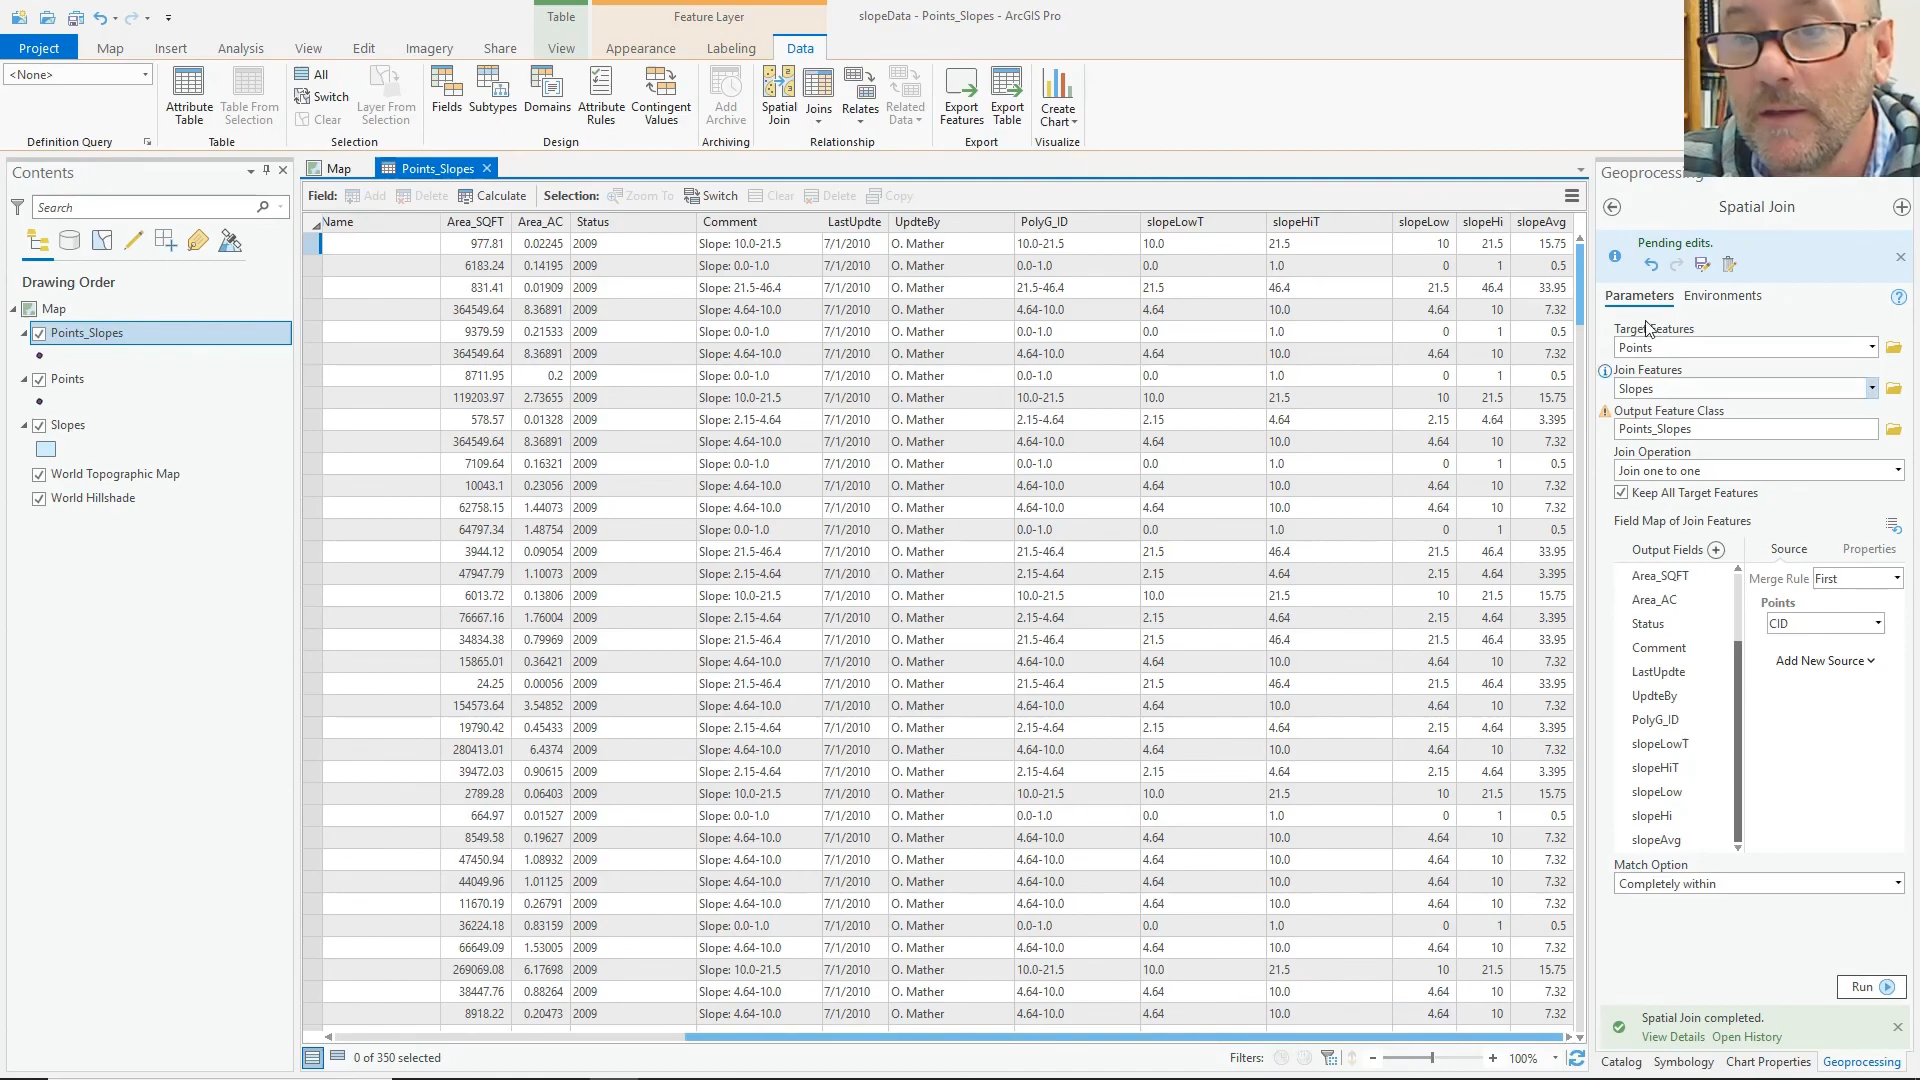 Table
Feature Layer
slopeData - Points_Slopes - ArcGIS Pro
Project
Map
Insert
Analysis
View
Edit
Imagery
Share
View
Appearance
Labeling
Data
<None>
Definition Query
Attribute Table
Table From Selection
Table
All
Switch
Clear
Layer From Selection
Selection
Fields
Subtypes
Domains
Attribute Rules
Contingent Values
Design
Add Archive
Archiving
Spatial Join
Joins
Relates
Related Data
Relationship
Export Features
Export Table
Export
Create Chart
Visualize
Contents
Search
Drawing Order
Map
Points_Slopes
Points
Slopes
World Topographic Map
World Hillshade
Map
Points_Slopes
Field: Add Delete Calculate Selection: Zoom To Switch Clear Delete Copy
Name Area_SQFT Area_AC Status Comment LastUpdte UpdteBy PolyG_ID slopeLowT slopeHiT slopeLow slopeHi slopeAvg
977.81 0.02245 2009 Slope: 10.0-21.5 7/1/2010 O. Mather 10.0-21.5 10.0 21.5 10 21.5 15.75
6183.24 0.14195 2009 Slope: 0.0-1.0 7/1/2010 O. Mather 0.0-1.0 0.0 1.0 0 1 0.5
831.41 0.01909 2009 Slope: 21.5-46.4 7/1/2010 O. Mather 21.5-46.4 21.5 46.4 21.5 46.4 33.95
364549.64 8.36891 2009 Slope: 4.64-10.0 7/1/2010 O. Mather 4.64-10.0 4.64 10.0 4.64 10 7.32
9379.59 0.21533 2009 Slope: 0.0-1.0 7/1/2010 O. Mather 0.0-1.0 0.0 1.0 0 1 0.5
364549.64 8.36891 2009 Slope: 4.64-10.0 7/1/2010 O. Mather 4.64-10.0 4.64 10.0 4.64 10 7.32
8711.95 0.2 2009 Slope: 0.0-1.0 7/1/2010 O. Mather 0.0-1.0 0.0 1.0 0 1 0.5
119203.97 2.73655 2009 Slope: 10.0-21.5 7/1/2010 O. Mather 10.0-21.5 10.0 21.5 10 21.5 15.75
578.57 0.01328 2009 Slope: 2.15-4.64 7/1/2010 O. Mather 2.15-4.64 2.15 4.64 2.15 4.64 3.395
364549.64 8.36891 2009 Slope: 4.64-10.0 7/1/2010 O. Mather 4.64-10.0 4.64 10.0 4.64 10 7.32
7109.64 0.16321 2009 Slope: 0.0-1.0 7/1/2010 O. Mather 0.0-1.0 0.0 1.0 0 1 0.5
10043.1 0.23056 2009 Slope: 4.64-10.0 7/1/2010 O. Mather 4.64-10.0 4.64 10.0 4.64 10 7.32
62758.15 1.44073 2009 Slope: 4.64-10.0 7/1/2010 O. Mather 4.64-10.0 4.64 10.0 4.64 10 7.32
64797.34 1.48754 2009 Slope: 0.0-1.0 7/1/2010 O. Mather 0.0-1.0 0.0 1.0 0 1 0.5
3944.12 0.09054 2009 Slope: 21.5-46.4 7/1/2010 O. Mather 21.5-46.4 21.5 46.4 21.5 46.4 33.95
47947.79 1.10073 2009 Slope: 2.15-4.64 7/1/2010 O. Mather 2.15-4.64 2.15 4.64 2.15 4.64 3.395
6013.72 0.13806 2009 Slope: 10.0-21.5 7/1/2010 O. Mather 10.0-21.5 10.0 21.5 10 21.5 15.75
76667.16 1.76004 2009 Slope: 2.15-4.64 7/1/2010 O. Mather 2.15-4.64 2.15 4.64 2.15 4.64 3.395
34834.38 0.79969 2009 Slope: 21.5-46.4 7/1/2010 O. Mather 21.5-46.4 21.5 46.4 21.5 46.4 33.95
15865.01 0.36421 2009 Slope: 4.64-10.0 7/1/2010 O. Mather 4.64-10.0 4.64 10.0 4.64 10 7.32
24.25 0.00056 2009 Slope: 21.5-46.4 7/1/2010 O. Mather 21.5-46.4 21.5 46.4 21.5 46.4 33.95
154573.64 3.54852 2009 Slope: 4.64-10.0 7/1/2010 O. Mather 4.64-10.0 4.64 10.0 4.64 10 7.32
19790.42 0.45433 2009 Slope: 2.15-4.64 7/1/2010 O. Mather 2.15-4.64 2.15 4.64 2.15 4.64 3.395
280413.01 6.4374 2009 Slope: 4.64-10.0 7/1/2010 O. Mather 4.64-10.0 4.64 10.0 4.64 10 7.32
39472.03 0.90615 2009 Slope: 2.15-4.64 7/1/2010 O. Mather 2.15-4.64 2.15 4.64 2.15 4.64 3.395
2789.28 0.06403 2009 Slope: 10.0-21.5 7/1/2010 O. Mather 10.0-21.5 10.0 21.5 10 21.5 15.75
664.97 0.01527 2009 Slope: 0.0-1.0 7/1/2010 O. Mather 0.0-1.0 0.0 1.0 0 1 0.5
8549.58 0.19627 2009 Slope: 4.64-10.0 7/1/2010 O. Mather 4.64-10.0 4.64 10.0 4.64 10 7.32
47450.94 1.08932 2009 Slope: 4.64-10.0 7/1/2010 O. Mather 4.64-10.0 4.64 10.0 4.64 10 7.32
44049.96 1.01125 2009 Slope: 4.64-10.0 7/1/2010 O. Mather 4.64-10.0 4.64 10.0 4.64 10 7.32
11670.19 0.26791 2009 Slope: 4.64-10.0 7/1/2010 O. Mather 4.64-10.0 4.64 10.0 4.64 10 7.32
36224.18 0.83159 2009 Slope: 0.0-1.0 7/1/2010 O. Mather 0.0-1.0 0.0 1.0 0 1 0.5
66649.09 1.53005 2009 Slope: 4.64-10.0 7/1/2010 O. Mather 4.64-10.0 4.64 10.0 4.64 10 7.32
269069.08 6.17698 2009 Slope: 10.0-21.5 7/1/2010 O. Mather 10.0-21.5 10.0 21.5 10 21.5 15.75
38447.76 0.88264 2009 Slope: 4.64-10.0 7/1/2010 O. Mather 4.64-10.0 4.64 10.0 4.64 10 7.32
8918.22 0.20473 2009 Slope: 4.64-10.0 7/1/2010 O. Mather 4.64-10.0 4.64 10.0 4.64 10 7.32
0 of 350 selected
Filters:
100%
Geoprocessing
Spatial Join
Pending edits.
Parameters Environments
Target Features
Points
Join Features
Slopes
Output Feature Class
Points_Slopes
Join Operation
Join one to one
Keep All Target Features
Field Map of Join Features
Output Fields
Source
Properties
Area_SQFT
Area_AC
Status
Comment
LastUpdte
UpdteBy
PolyG_ID
slopeLowT
slopeHiT
slopeLow
slopeHi
slopeAvg
Merge Rule First
Points
CID
Add New Source
Match Option
Completely within
Run
Spatial Join completed.
View Details Open History
Catalog Symbology Chart Properties Geoprocessing